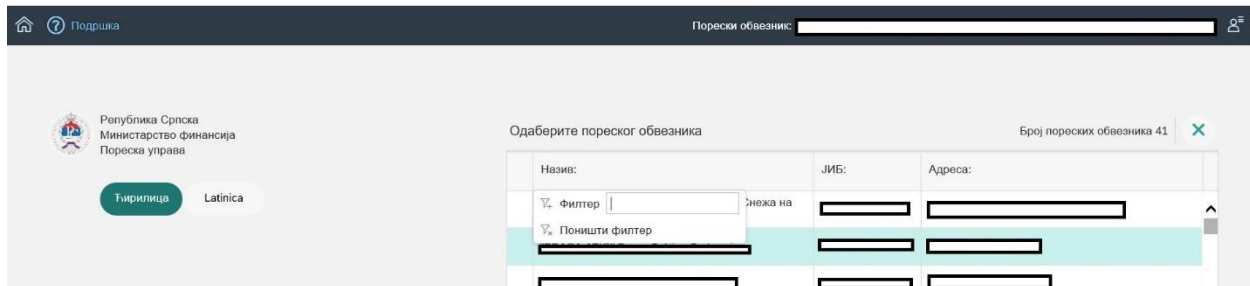 Подршка
Порески обвезник:
Република Српска
Министарство финансија
Пореска управа
Ћирилица
Latinica
Одаберите пореског обвезника
Број пореских обвезника 41
Назив:
ЈИБ:
Адреса:
Филтер
Снежа на
Поништи филтер